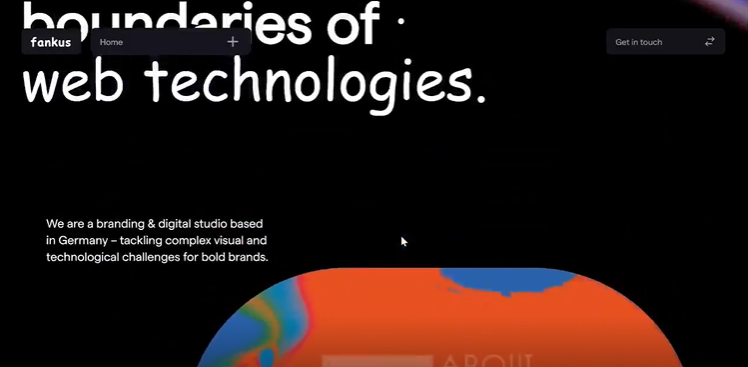 boundaries of ·
fankus
Home
Get in touch
web technologies.
We are a branding & digital studio based
in Germany – tackling complex visual and
technological challenges for bold brands.
ABOUT